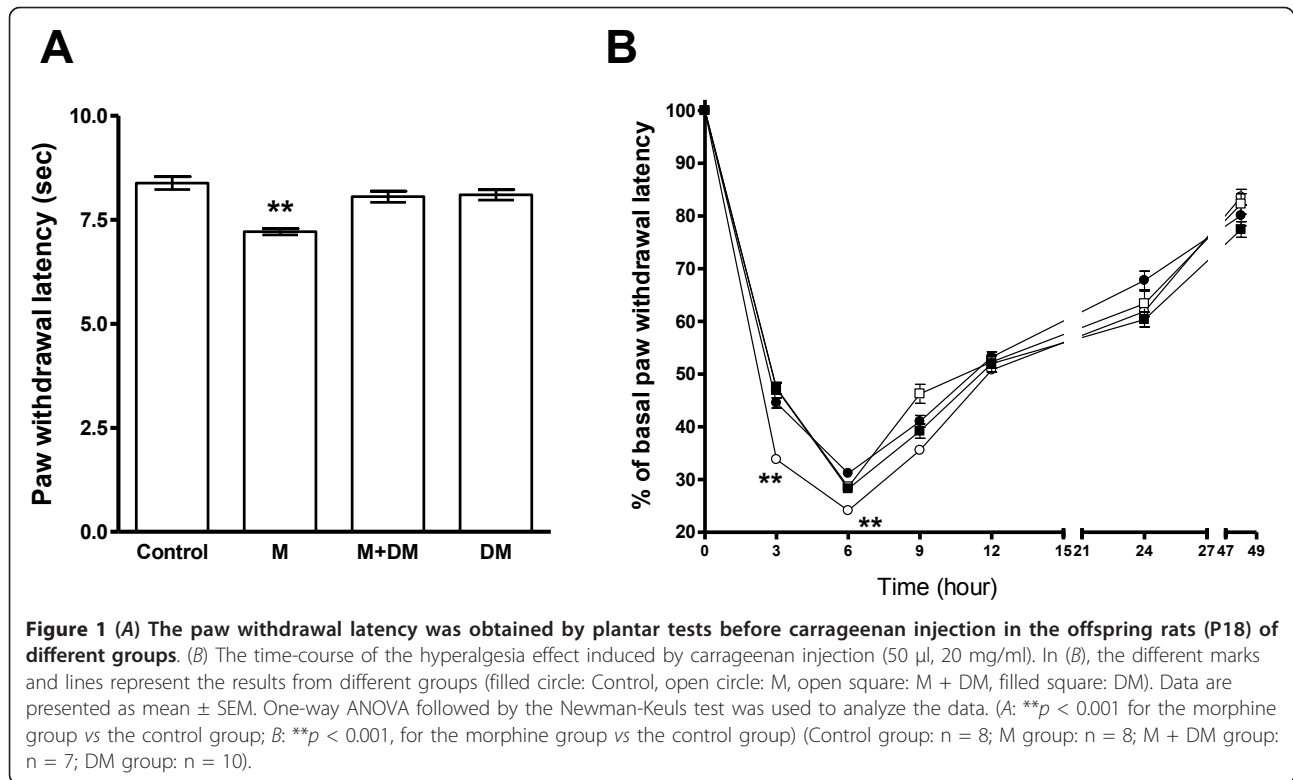 A
B
Paw withdrawal latency (sec)
10.0
7.5
5.0
2.5
0.0
**
Control M M+DM DM
% of basal paw withdrawal latency
100
90
80
70
60
50
40
30
20
**
**
0 3 6 9 12 15 21 24 27 47 49
Time (hour)
Figure 1 (A) The paw withdrawal latency was obtained by plantar tests before carrageenan injection in the offspring rats (P18) of
different groups. (B) The time-course of the hyperalgesia effect induced by carrageenan injection (50 μl, 20 mg/ml). In (B), the different marks
and lines represent the results from different groups (filled circle: Control, open circle: M, open square: M + DM, filled square: DM). Data are
presented as mean ± SEM. One-way ANOVA followed by the Newman-Keuls test was used to analyze the data. (A: **p < 0.001 for the morphine
group vs the control group; B: **p < 0.001, for the morphine group vs the control group) (Control group: n = 8; M group: n = 8; M + DM group:
n = 7; DM group: n = 10).